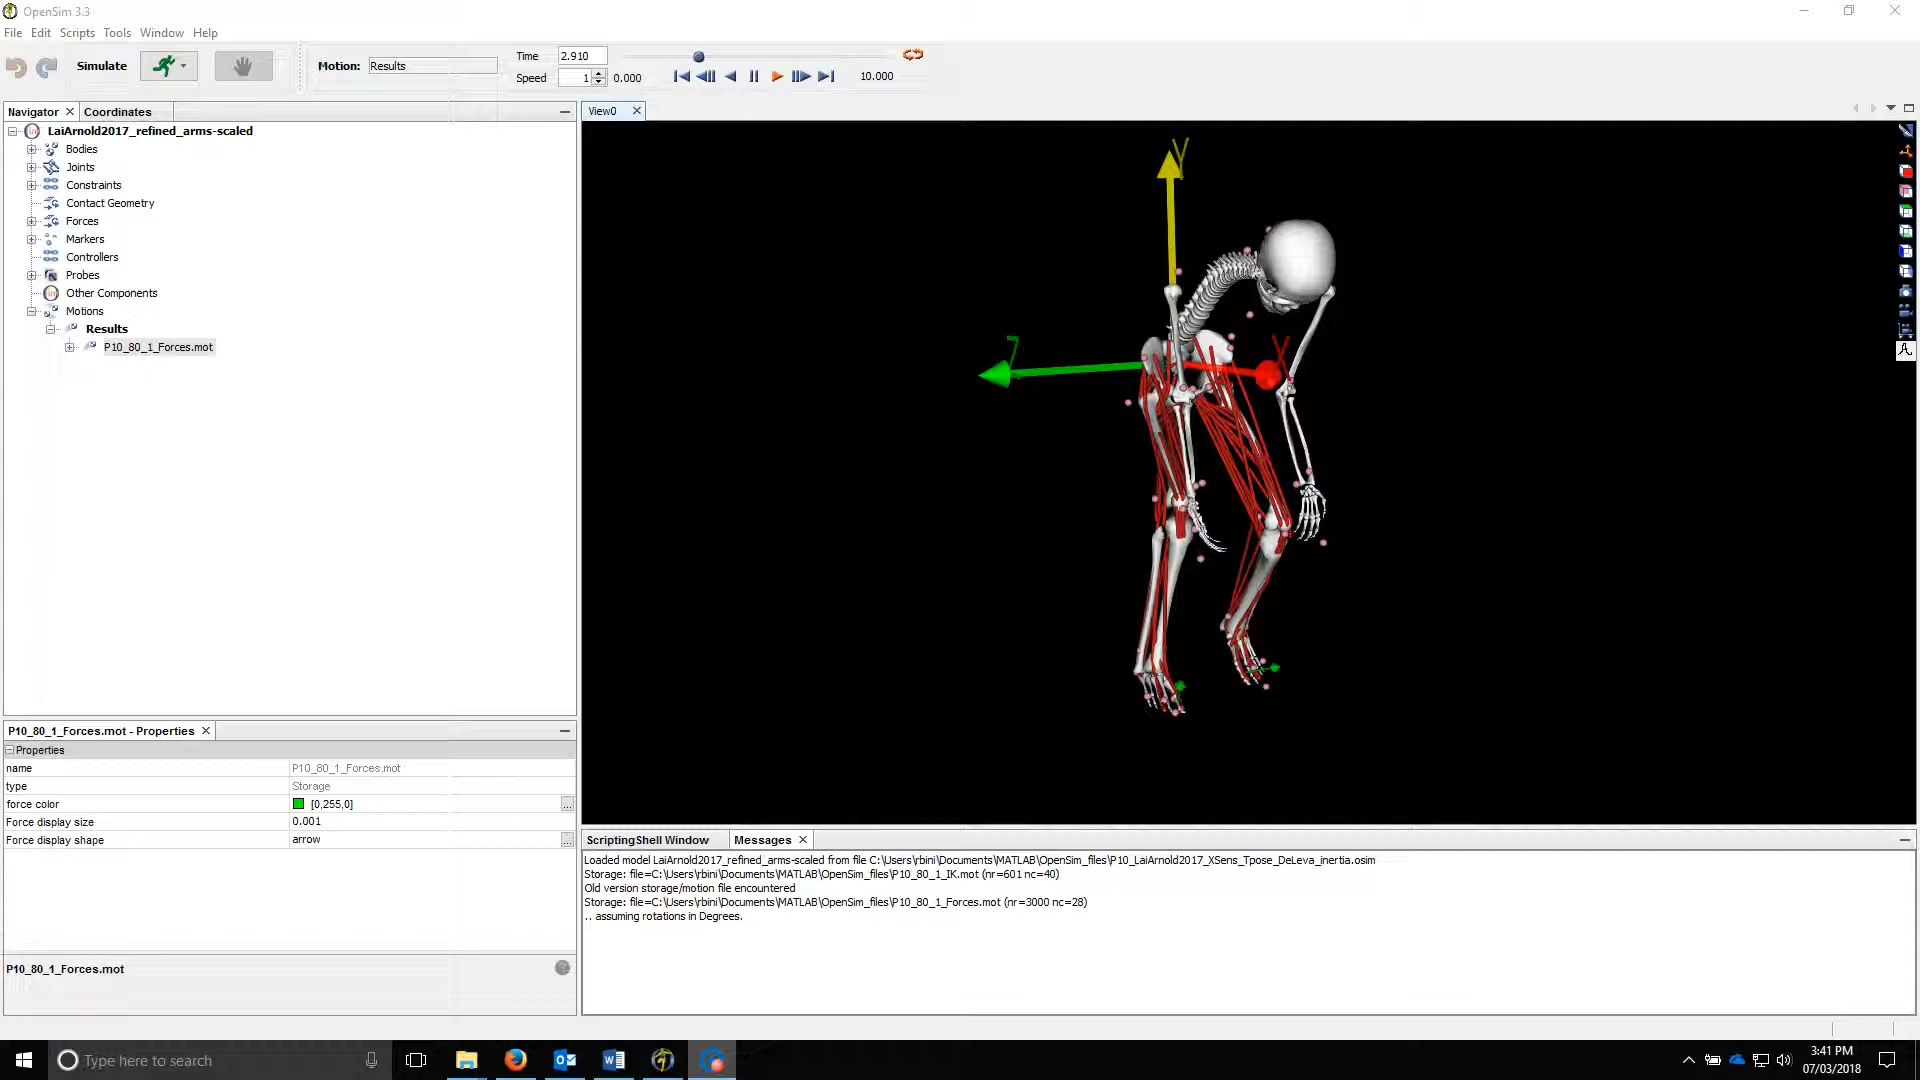 OpenSim 3.3
File Edit Scripts Tools Window Help
Simulate
Motion: Results
Time 2.910
Speed 1 0.000
10.000
Navigator
Coordinates
LaiArnold2017_refined_arms-scaled
Bodies
Joints
Constraints
Contact Geometry
Forces
Markers
Controllers
Probes
Other Components
Motions
Results
P10_80_1_Forces.mot
View0
Y
X
Z
P10_80_1_Forces.mot - Properties
Properties
name P10_80_1_Forces.mot
type Storage
force color [0,255,0] ...
Force display size 0.001
Force display shape arrow ...
P10_80_1_Forces.mot
ScriptingShell Window
Messages
Loaded model LaiArnold2017_refined_arms-scaled from file C:\Users\rbini\Documents\MATLAB\OpenSim_files\P10_LaiArnold2017_XSens_Tpose_DeLeva_inertia.osim
Storage: file=C:\Users\rbini\Documents\MATLAB\OpenSim_files\P10_80_1_IK.mot (nr=601 nc=40)
Old version storage/motion file encountered
Storage: file=C:\Users\rbini\Documents\MATLAB\OpenSim_files\P10_80_1_Forces.mot (nr=3000 nc=28)
.. assuming rotations in Degrees.
Type here to search
3:41 PM
07/03/2018